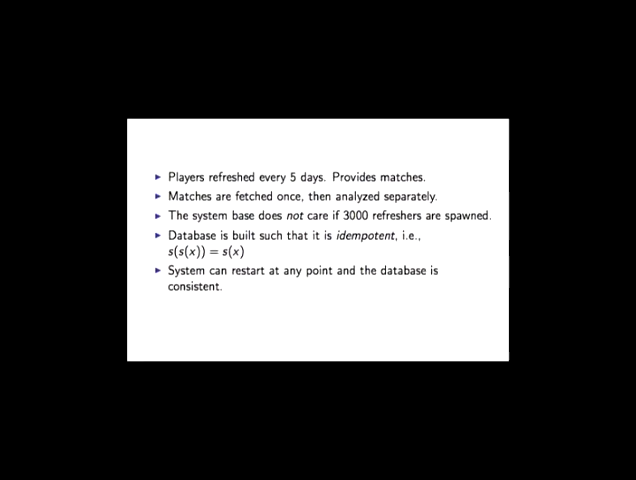 Players refreshed every 5 days. Provides matches.
Matches are fetched once, then analyzed separately.
The system base does not care if 3000 refreshers are spawned.
Database is built such that it is idempotent, i.e.,
s(s(x)) = s(x)
System can restart at any point and the database is
consistent.